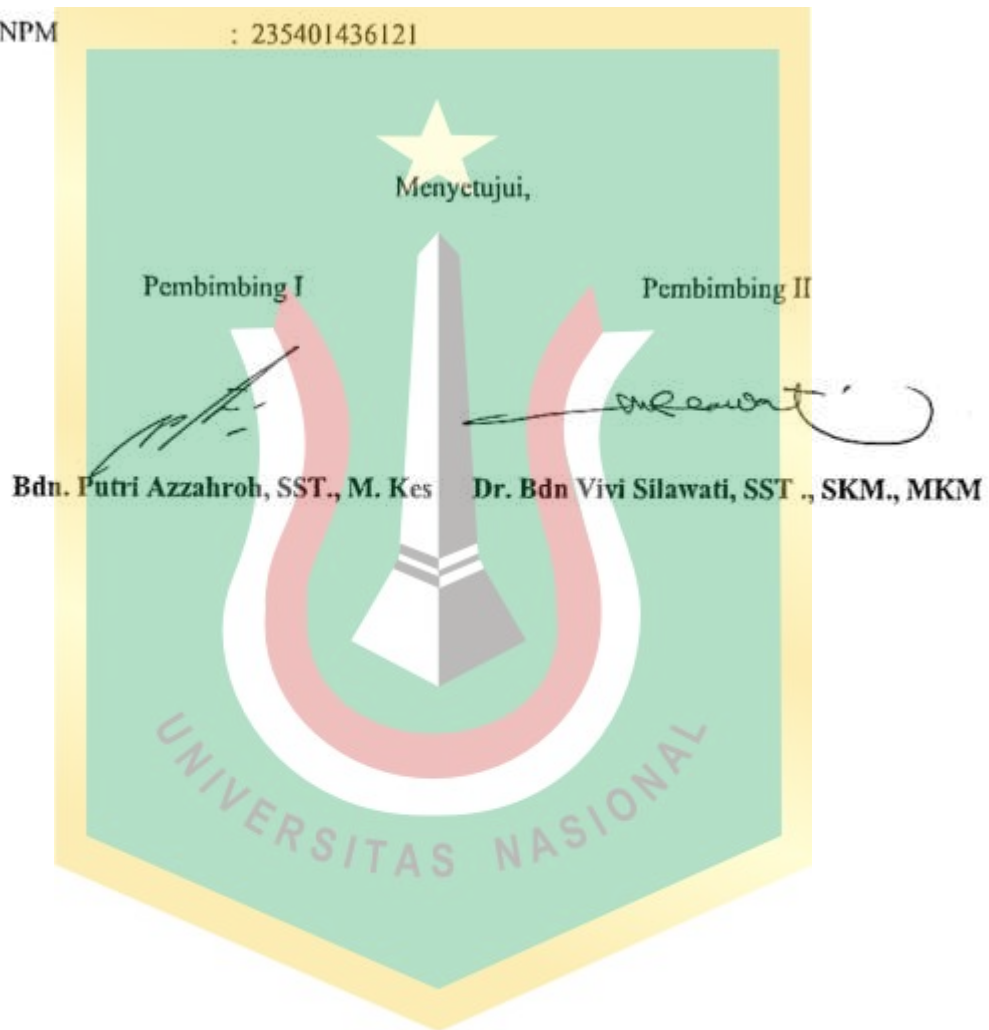 NPM : 235401436121
Menyetujui,
Pembimbing I Pembimbing II
Bdn. Putri Azzahroh, SST., M. Kes Dr. Bdn Vivi Silawati, SST ., SKM., MKM
UNIVERSITAS NASIONAL